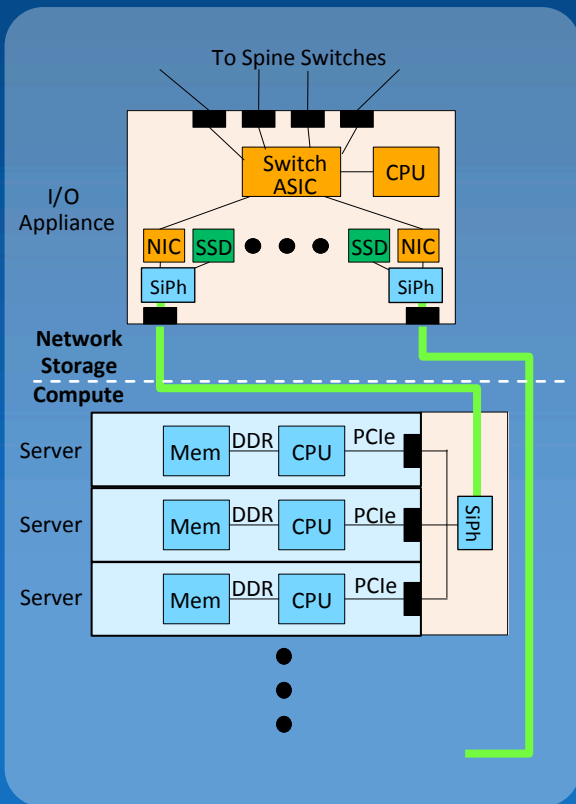 To Spine Switches
Switch
ASIC
CPU
I/O
Appliance
NIC
SSD
SSD
NIC
SiPh
SiPh
Network
Storage
Compute
Server
Mem
DDR
CPU
PCIe
Server
Mem
DDR
CPU
PCIe
SiPh
Server
Mem
DDR
CPU
PCIe